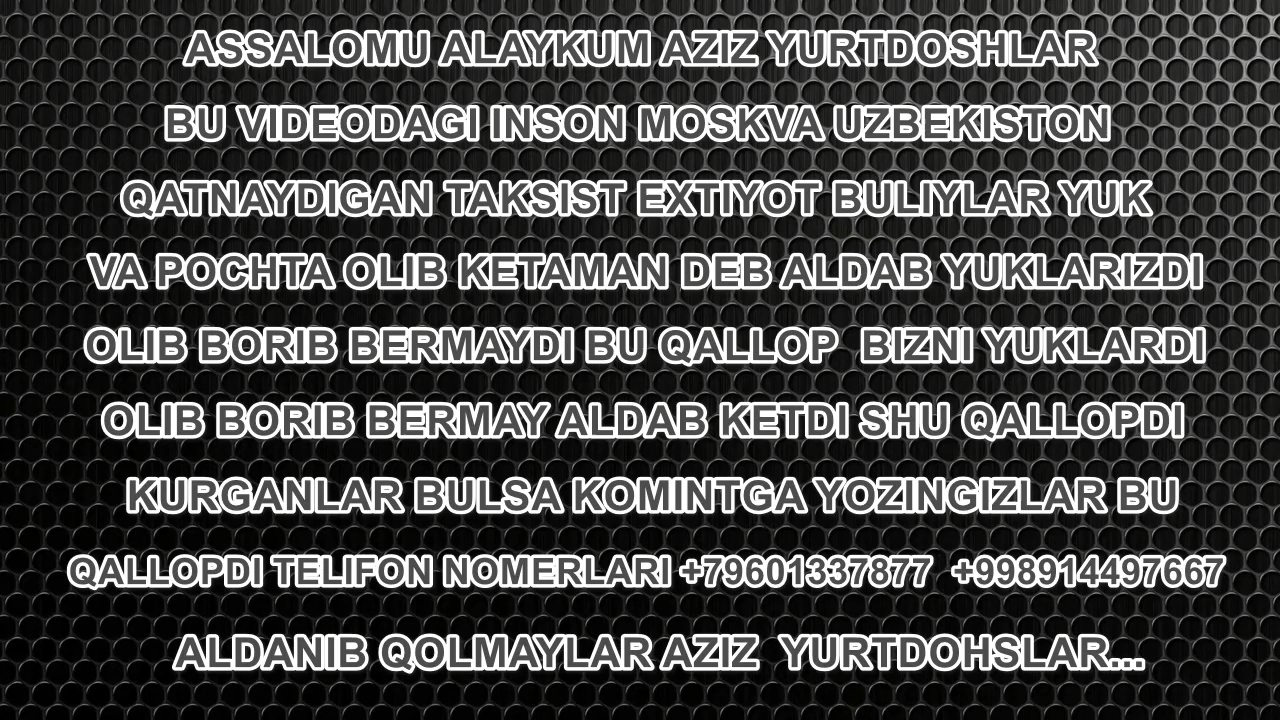 ASSALOMU ALAYKUM AZIZ YURTDOSHLAR
BU VIDEODAGI INSON MOSKVA UZBEKISTON
QATNAYDIGAN TAKSIST EXTIYOT BULIYLAR YUK
VA POCHTA OLIB KETAMAN DEB ALDAB YUKLARIZDI
OLIB BORIB BERMAYDI BU QALLOP BIZNI YUKLARDI
OLIB BORIB BERMAY ALDAB KETDI SHU QALLOPDI
KURGANLAR BULSA KOMINTGA YOZINGIZLAR BU
QALLOPDI TELIFON NOMERLARI +79601337877 +998914497667
ALDANIB QOLMAYLAR AZIZ YURTDOHSLAR...